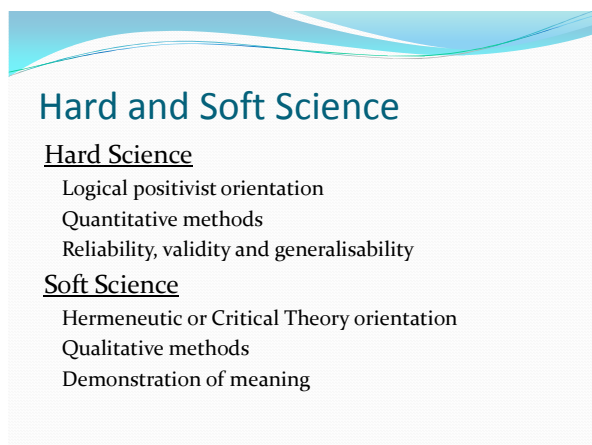 Hard and Soft Science
Hard Science
Logical positivist orientation
Quantitative methods
Reliability, validity and generalisability
Soft Science
Hermeneutic or Critical Theory orientation
Qualitative methods
Demonstration of meaning